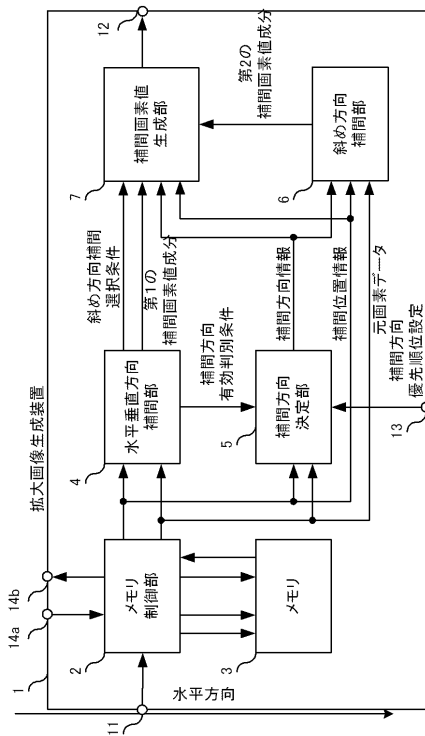 1
拡大画像生成装置
14a
14b
11
2
メモリ
制御部
3
メモリ
4
水平垂直方向
補間部
5
補間方向
決定部
斜め方向補間
選択条件
第1の
補間画素値成分
補間方向
有効判別条件
補間方向情報
補間位置情報
元画素データ
補間方向
優先順位設定
13
7
補間画素値
生成部
第2の
補間画素値成分
6
斜め方向
補間部
12
水平方向